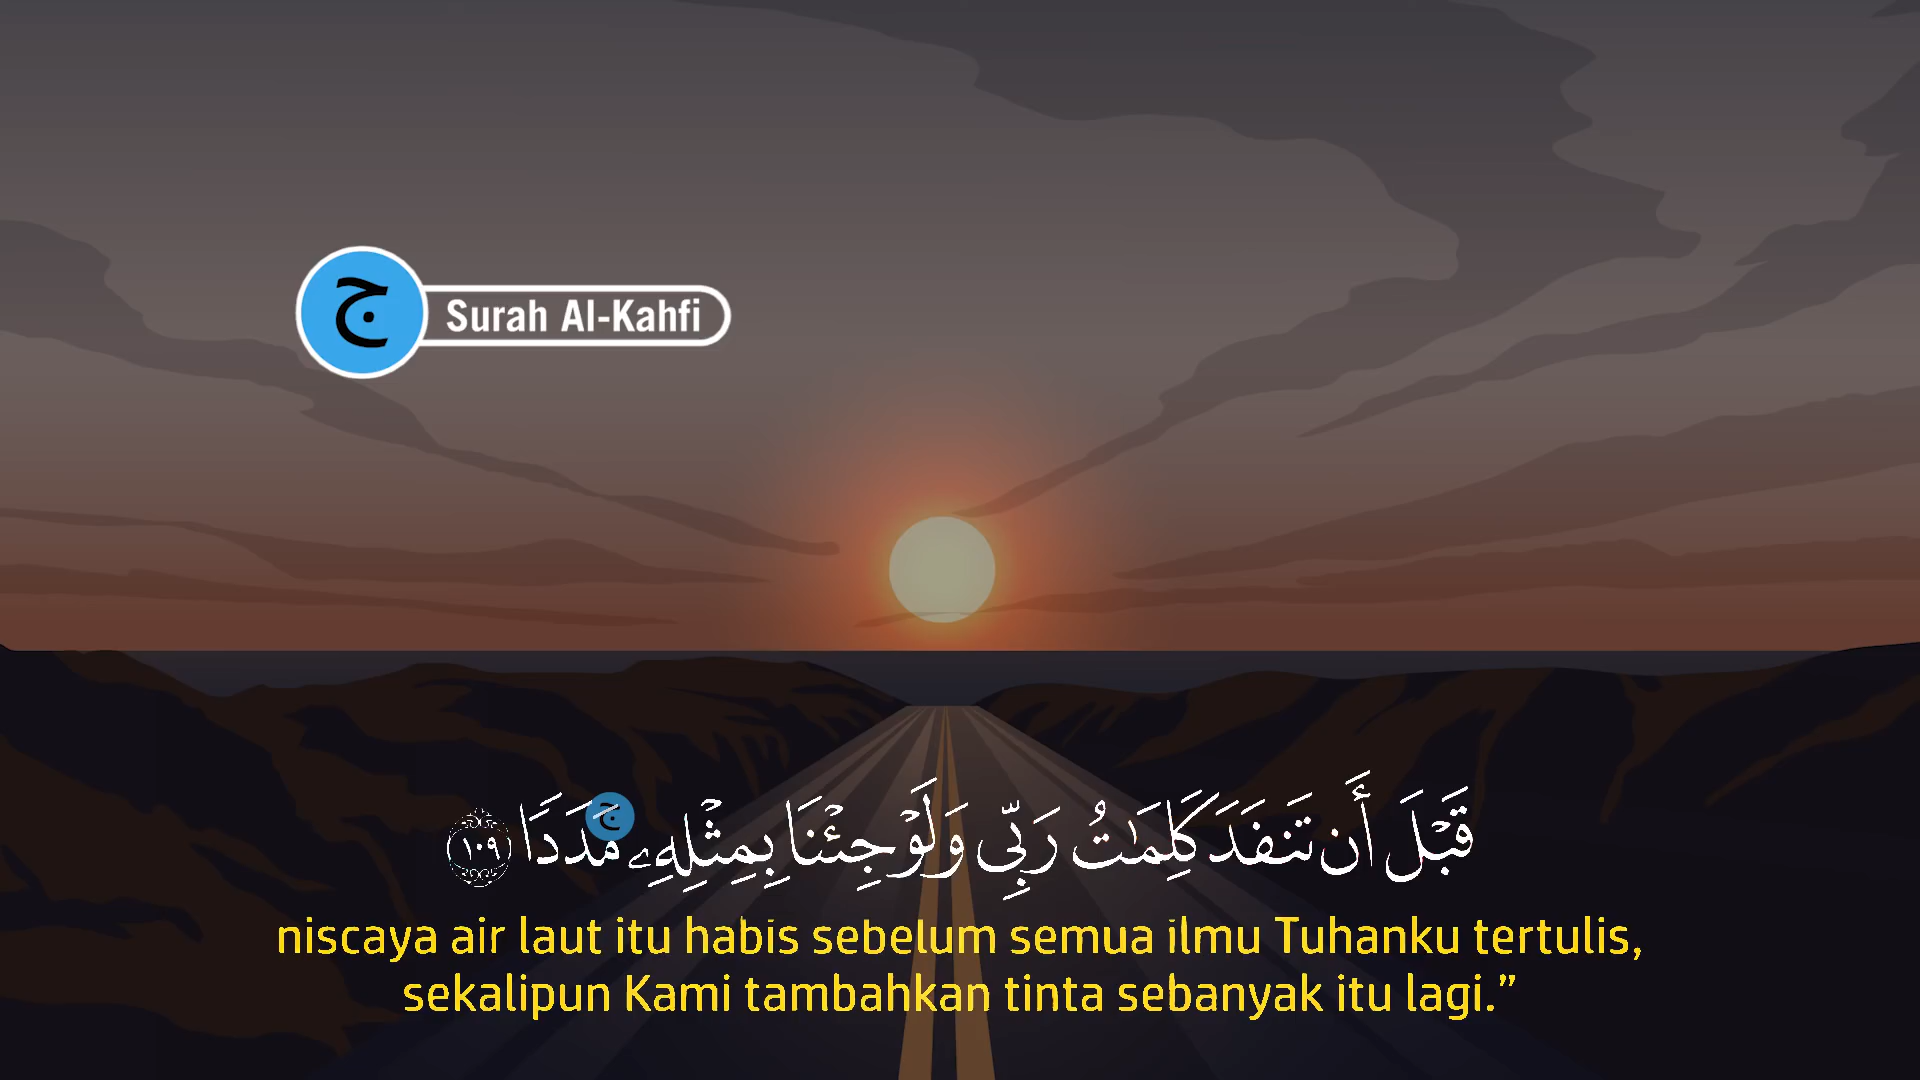 ج
Surah Al-Kahfi
قَبْلَ أَن تَنفَدَ كَلِمَٰتُ رَبِّى وَلَوْ جِئْنَا بِمِثْلِهِۦ مَدَدًا ١٠٩
ج
niscaya air laut itu habis sebelum semua ilmu Tuhanku tertulis,
sekalipun Kami tambahkan tinta sebanyak itu lagi.”